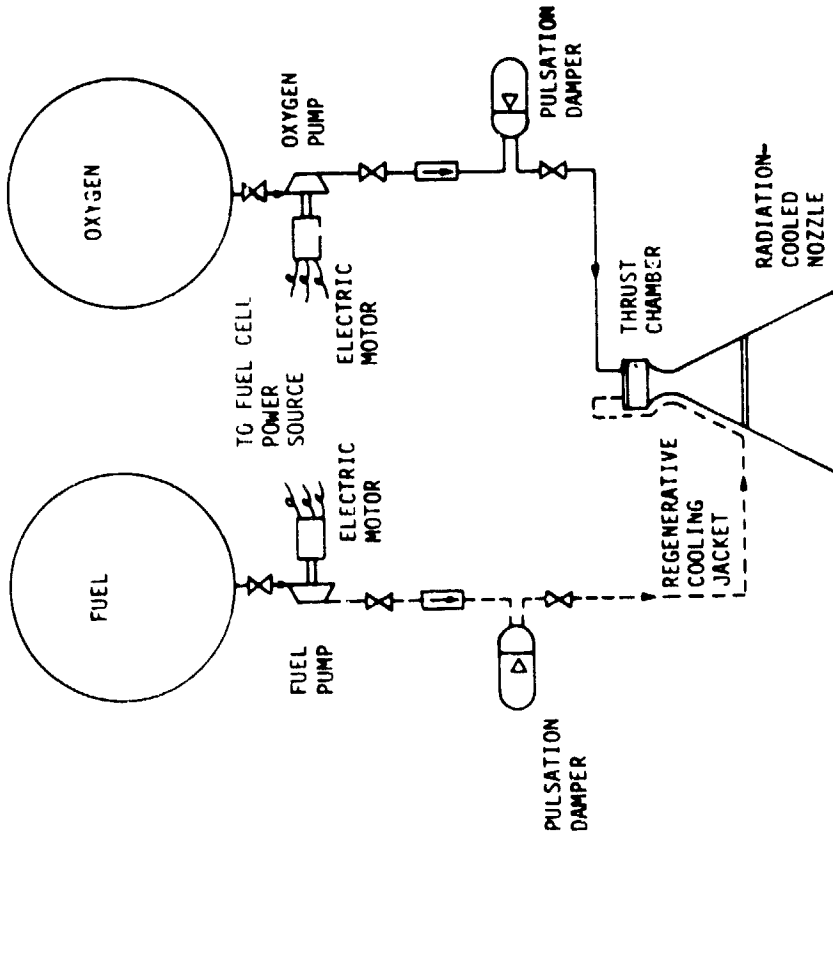 OXYGEN
OXYGEN
PUMP
PULSATION
DAMPER
TO FUEL CELL
POWER
SOURCE
ELECTRIC
MOTOR
THRUST
CHAMBER
RADIATION-
COOLED
NOZZLE
FUEL
ELECTRIC
MOTOR
FUEL
PUMP
REGENERATIVE
COOLING
JACKET
PULSATION
DAMPER